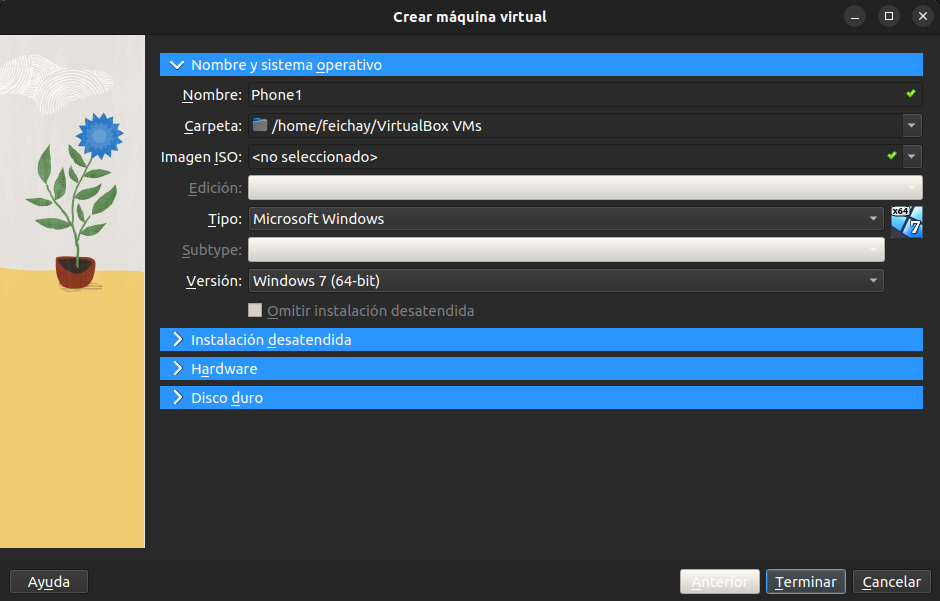 Crear máquina virtual
Nombre y sistema operativo
Nombre: Phone1
Carpeta: /home/feichay/VirtualBox VMs
Imagen ISO: <no seleccionado>
Edición:
Tipo: Microsoft Windows
x64 7
Subtype:
Versión: Windows 7 (64-bit)
Omitir instalación desatendida
Instalación desatendida
Hardware
Disco duro
Ayuda Anterior Terminar Cancelar